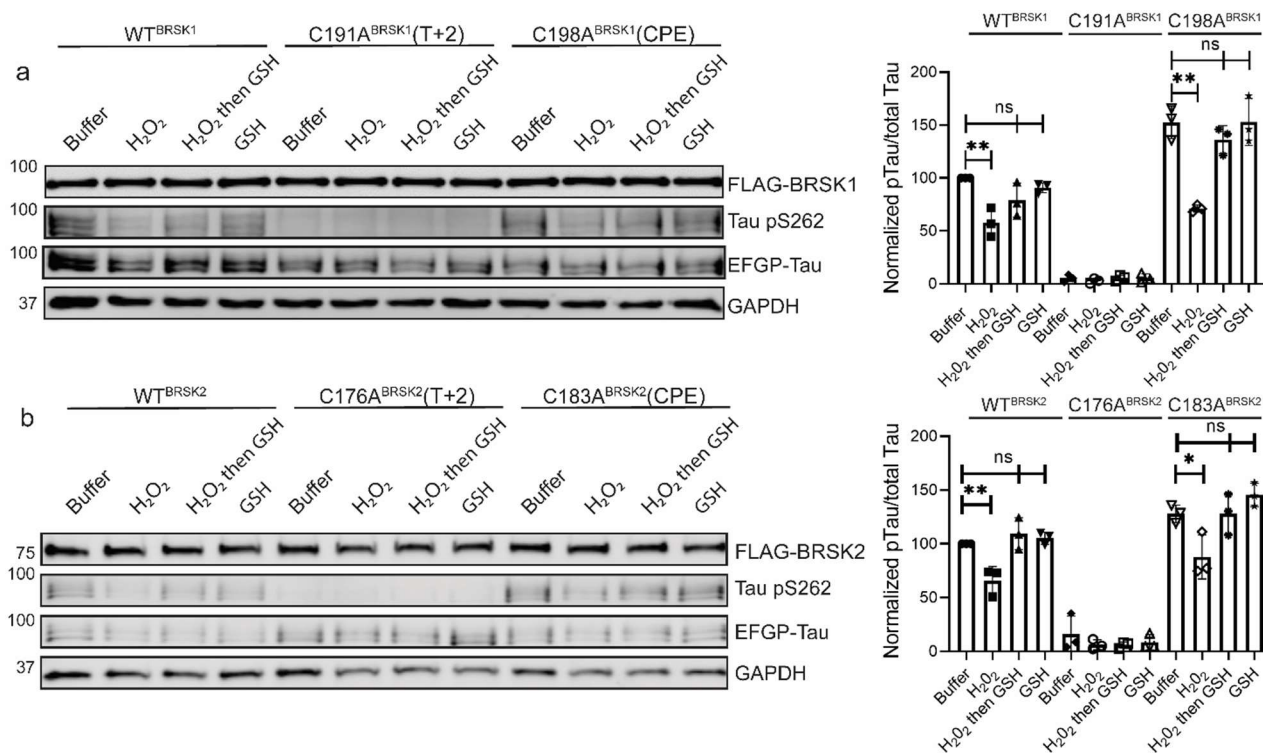 a
WT^BRSK1 C191A^BRSK1(T+2) C198A^BRSK1(CPE)
Buffer H₂O₂ H₂O₂ then GSH GSH Buffer H₂O₂ H₂O₂ then GSH GSH Buffer H₂O₂ H₂O₂ then GSH GSH
100 FLAG-BRSK1
100 Tau pS262
100 EFGP-Tau
37 GAPDH
WT^BRSK1 C191A^BRSK1 C198A^BRSK1
ns
ns
**
**
Normalized pTau/total Tau
200
150
100
50
0
Buffer H₂O₂ H₂O₂ then GSH GSH Buffer H₂O₂ H₂O₂ then GSH GSH Buffer H₂O₂ H₂O₂ then GSH GSH
b
WT^BRSK2 C176A^BRSK2(T+2) C183A^BRSK2(CPE)
Buffer H₂O₂ H₂O₂ then GSH GSH Buffer H₂O₂ H₂O₂ then GSH GSH Buffer H₂O₂ H₂O₂ then GSH GSH
75 FLAG-BRSK2
100 Tau pS262
100 EFGP-Tau
37 GAPDH
WT^BRSK2 C176A^BRSK2 C183A^BRSK2
ns
ns
**
*
Normalized pTau/total Tau
200
150
100
50
0
Buffer H₂O₂ H₂O₂ then GSH GSH Buffer H₂O₂ H₂O₂ then GSH GSH Buffer H₂O₂ H₂O₂ then GSH GSH